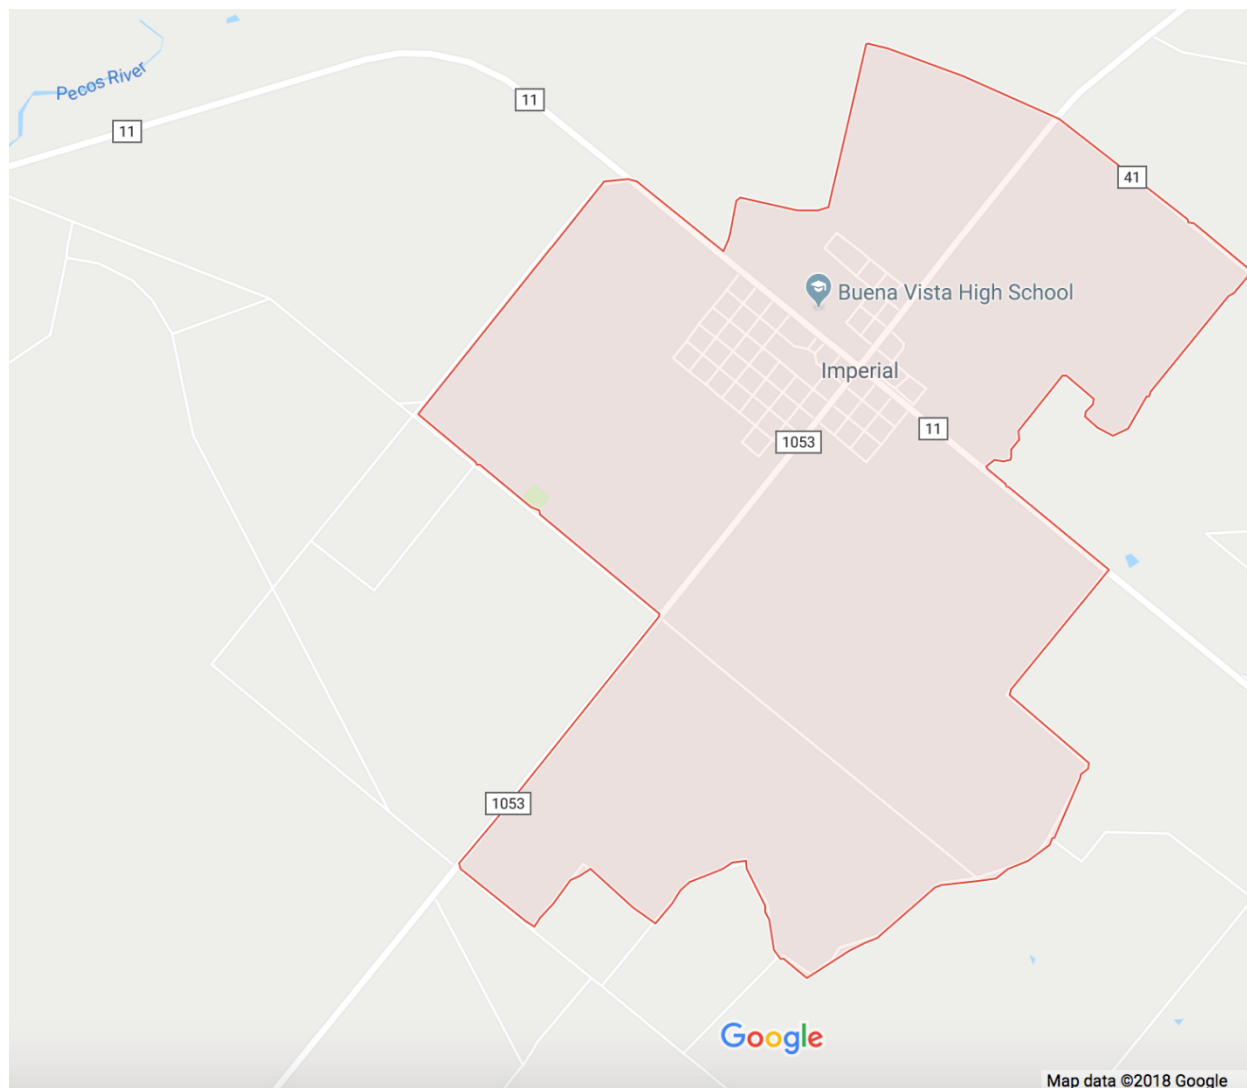 Pecos River
11
11
41
Buena Vista High School
Imperial
11
1053
1053
Google
Map data ©2018 Google